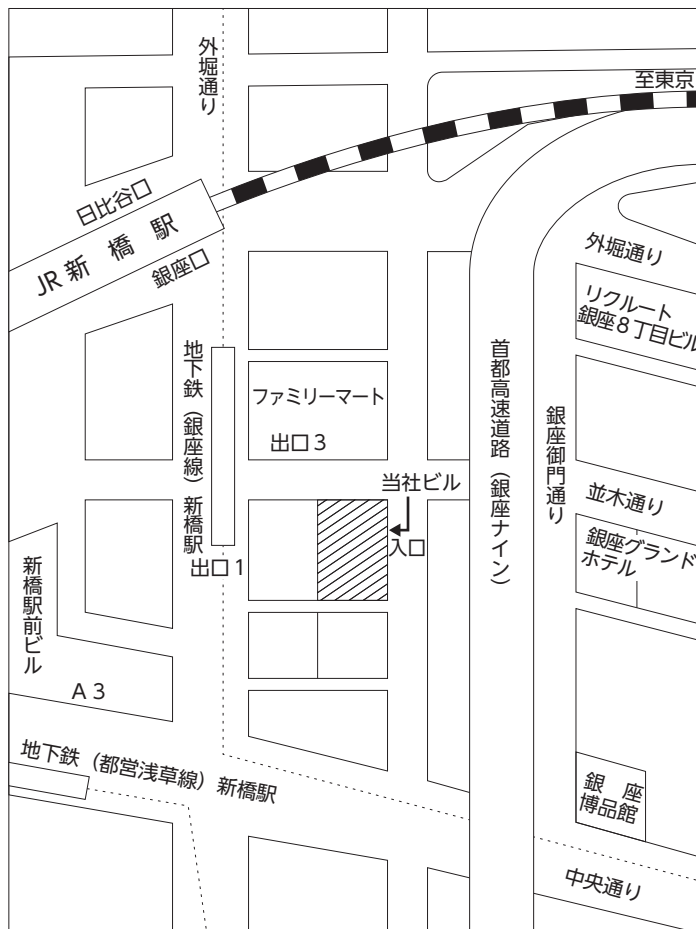 至東京
外堀通り
日比谷口
JR 新 橋 駅
銀座口
外堀通り
リクルート
銀座８丁目ビル
地下鉄（銀座線）新橋駅
ファミリーマート
出口３
首都高速道路（銀座ナイン）
銀座御門通り
当社ビル
入口
並木通り
銀座グランド
ホテル
出口１
新橋駅前ビル
Ａ３
地下鉄（都営浅草線）新橋駅
銀 座
博品館
中央通り